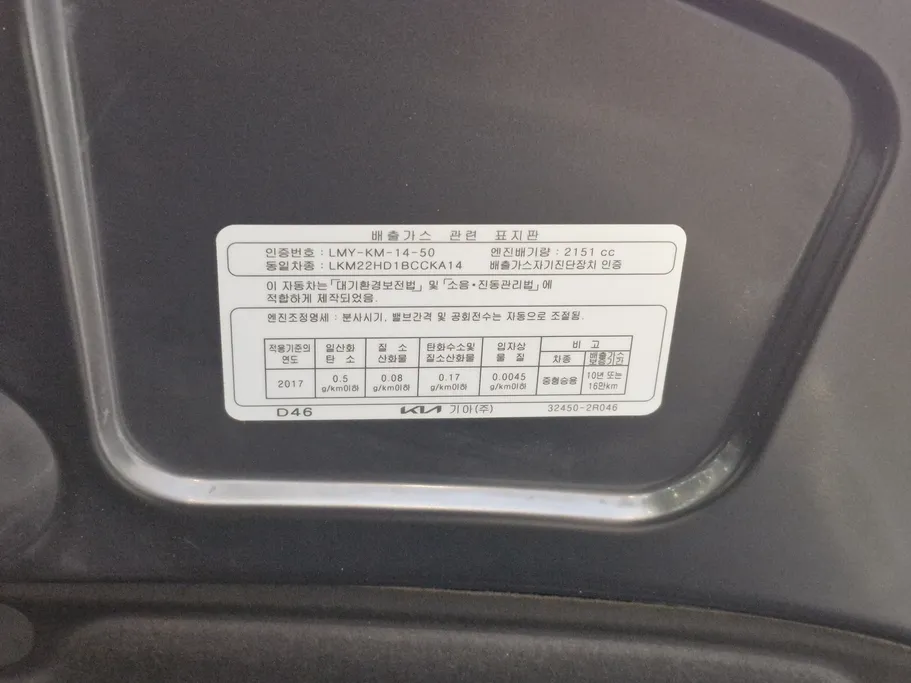 배출가스 관련 표지판
인증번호 : LMY-KM-14-50 엔진배기량 : 2151 cc
동일차종 : LKM22HD1BCCKA14 배출가스자기진단장치 인증
이 자동차는「대기환경보전법」 및 「소음·진동관리법」에
적합하게 제작되었음.
엔진조정명세 : 분사시기, 밸브간격 및 공회전수는 자동으로 조절됨.
적용기준의 일산화 질 소 탄화수소및 입자상 비 고
연도 탄 소 산화물 질소산화물 물 질 차종 배출가스 보증기간
2017 0.5 0.08 0.17 0.0045 중형승용 10년 또는
g/km이하 g/km이하 g/km이하 g/km이하 16만km
D46 KIA 기아(주) 32450-2R046